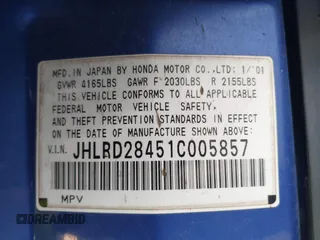 MFD. IN JAPAN BY HONDA MOTOR CO.,LTD. 1/'01
GVWR 4165LBS GAWR F 2030LBS R 2155LBS
THIS VEHICLE CONFORMS TO ALL APPLICABLE
FEDERAL MOTOR VEHICLE SAFETY,
AND THEFT PREVENTION STANDARDS IN EFFECT
ON THE DATE OF MANUFACTURE SHOWN ABOVE.
V.I.N. JHLRD28451C005857
MPV
DREAMBID